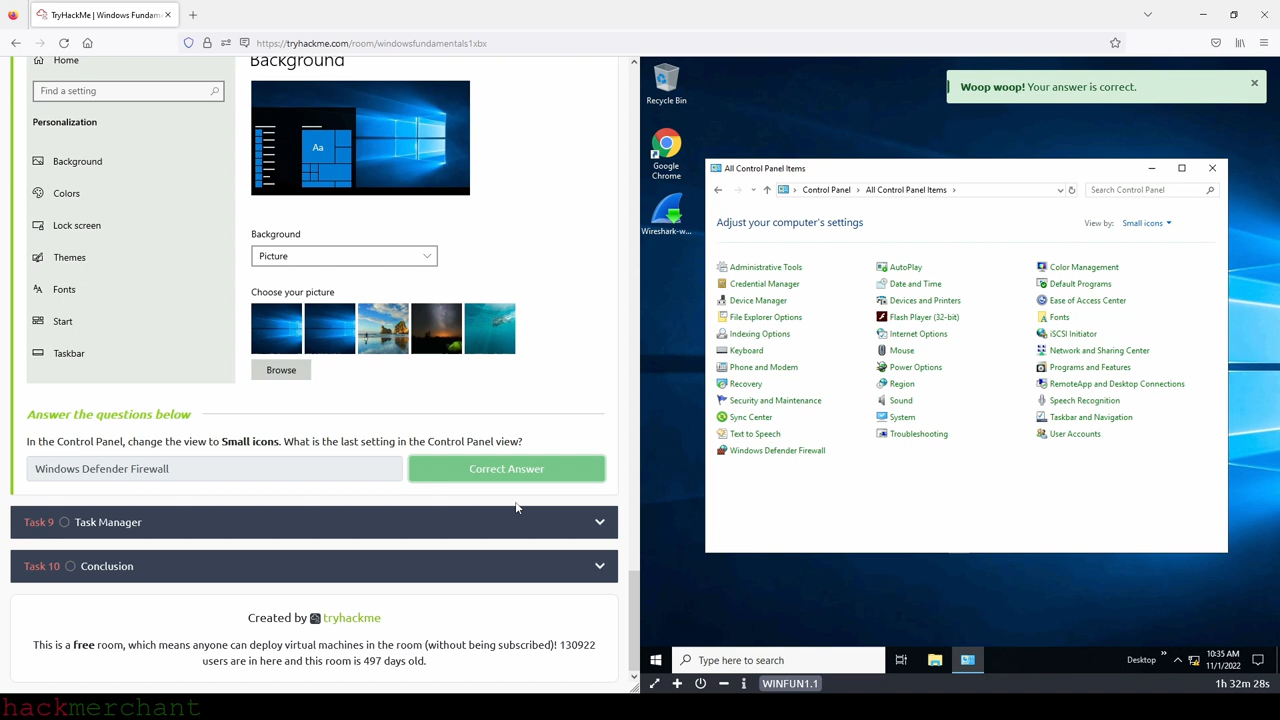 TryHackMe | Windows Fundam
https://tryhackme.com/room/windowsfundamentals1xbx
Home
Background
Find a setting
Personalization
Background
Colors
Lock screen
Themes
Fonts
Start
Taskbar
Aa
Background
Picture
Choose your picture
Browse
Answer the questions below
In the Control Panel, change the view to Small icons. What is the last setting in the Control Panel view?
Windows Defender Firewall
Correct Answer
Task 9 Task Manager
Task 10 Conclusion
Created by tryhackme
This is a free room, which means anyone can deploy virtual machines in the room (without being subscribed)! 130922
users are in here and this room is 497 days old.
hackmerchant
Recycle Bin
Google
Chrome
Wireshark-w...
Woop woop! Your answer is correct.
All Control Panel Items
Control Panel > All Control Panel Items >
Search Control Panel
Adjust your computer's settings
View by: Small icons
Administrative Tools AutoPlay Color Management
Credential Manager Date and Time Default Programs
Device Manager Devices and Printers Ease of Access Center
File Explorer Options Flash Player (32-bit) Fonts
Indexing Options Internet Options iSCSI Initiator
Keyboard Mouse Network and Sharing Center
Phone and Modem Power Options Programs and Features
Recovery Region RemoteApp and Desktop Connections
Security and Maintenance Sound Speech Recognition
Sync Center System Taskbar and Navigation
Text to Speech Troubleshooting User Accounts
Windows Defender Firewall
Type here to search
Desktop
10:35 AM
11/1/2022
WINFUN1.1
1h 32m 28s